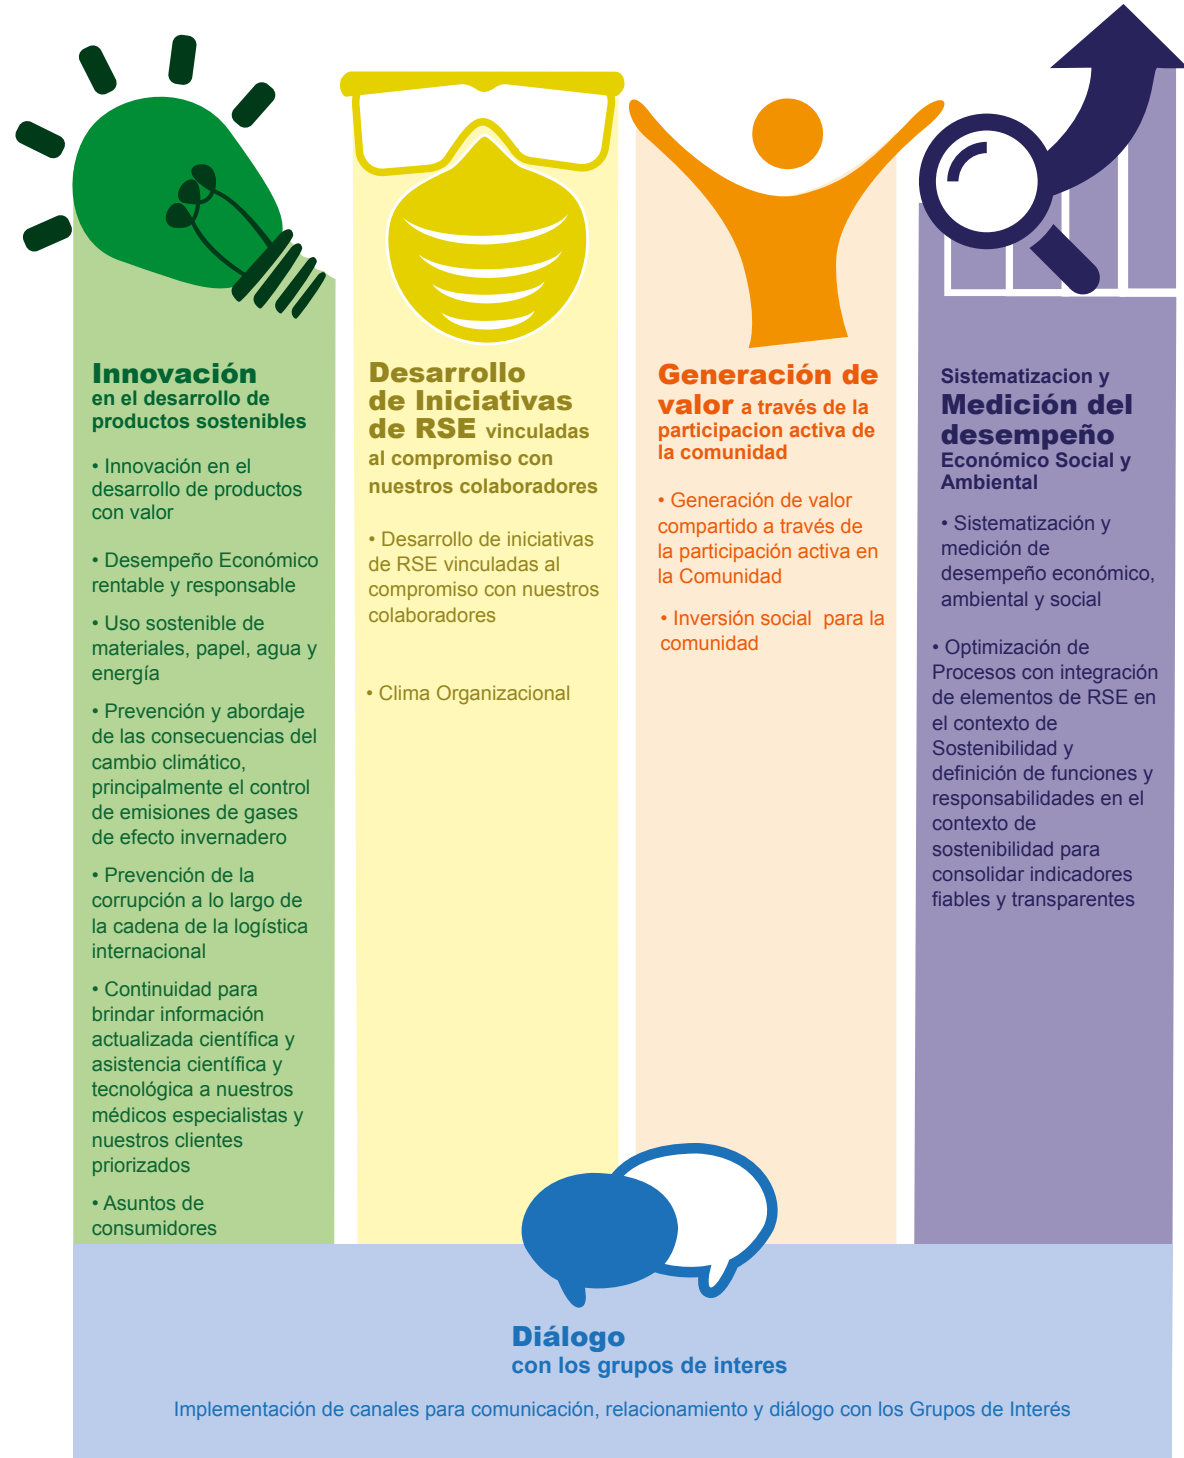 Innovación
en el desarrollo de
productos sostenibles
• Innovación en el
desarrollo de productos
con valor
• Desempeño Económico
rentable y responsable
• Uso sostenible de
materiales, papel, agua y
energía
• Prevención y abordaje
de las consecuencias del
cambio climático,
principalmente el control
de emisiones de gases
de efecto invernadero
• Prevención de la
corrupción a lo largo de
la cadena de la logística
internacional
• Continuidad para
brindar información
actualizada científica y
asistencia científica y
tecnológica a nuestros
médicos especialistas y
nuestros clientes
priorizados
• Asuntos de
consumidores
Desarrollo
de Iniciativas
de RSE vinculadas
al compromiso con
nuestros colaboradores
• Desarrollo de iniciativas
de RSE vinculadas al
compromiso con nuestros
colaboradores
• Clima Organizacional
Generación de
valor a través de la
participacion activa de
la comunidad
• Generación de valor
compartido a través de
la participación activa en
la Comunidad
• Inversión social para la
comunidad
Sistematizacion y
Medición del
desempeño
Económico Social y
Ambiental
• Sistematización y
medición de
desempeño económico,
ambiental y social
• Optimización de
Procesos con integración
de elementos de RSE en
el contexto de
Sostenibilidad y
definición de funciones y
responsabilidades en el
contexto de
sostenibilidad para
consolidar indicadores
fiables y transparentes
Diálogo
con los grupos de interes
Implementación de canales para comunicación, relacionamiento y diálogo con los Grupos de Interés